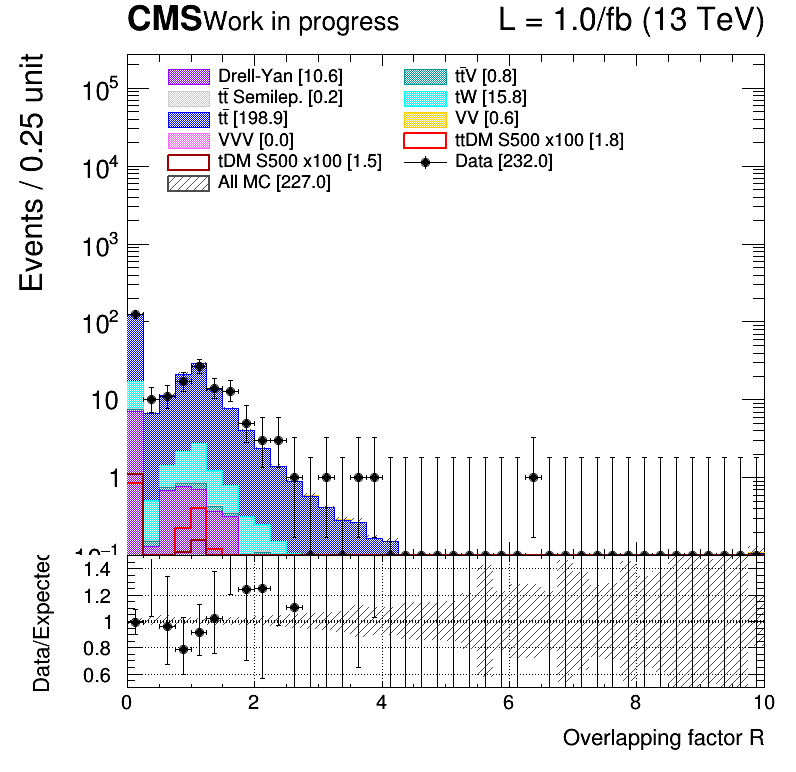 CMS Work in progress L = 1.0/fb (13 TeV)
Events / 0.25 unit
Drell-Yan [10.6] tt̄V [0.8]
tt̄ Semilep. [0.2] tW [15.8]
tt̄ [198.9] VV [0.6]
VVV [0.0] ttDM S500 x100 [1.8]
tDM S500 x100 [1.5] Data [232.0]
All MC [227.0]
10⁵
10⁴
10³
10²
10
1
10⁻¹
Data/Expected
1.4
1.2
1
0.8
0.6
0 2 4 6 8 10
Overlapping factor R